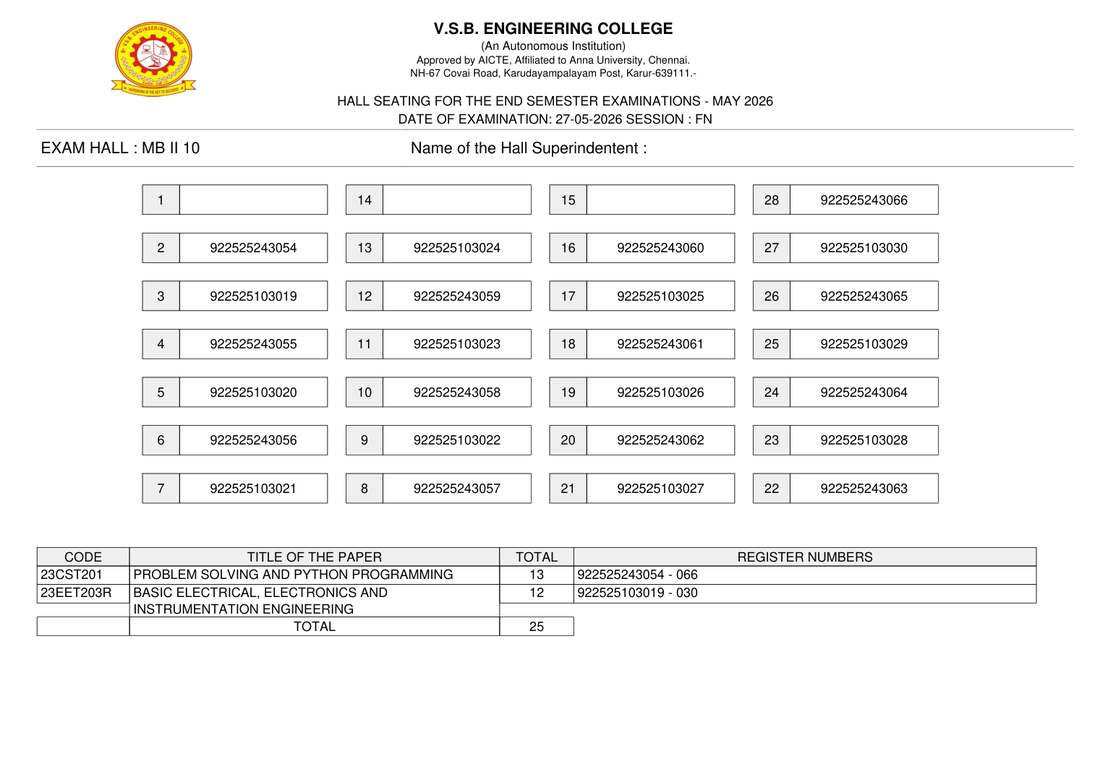 V.S.B. ENGINEERING COLLEGE
(An Autonomous Institution)
Approved by AICTE, Affiliated to Anna University, Chennai.
NH-67 Covai Road, Karudayampalayam Post, Karur-639111.-
HALL SEATING FOR THE END SEMESTER EXAMINATIONS - MAY 2026
DATE OF EXAMINATION: 27-05-2026 SESSION : FN
EXAM HALL : MB II 10 Name of the Hall Superindentent :
1 14 15 28 922525243066
2 922525243054 13 922525103024 16 922525243060 27 922525103030
3 922525103019 12 922525243059 17 922525103025 26 922525243065
4 922525243055 11 922525103023 18 922525243061 25 922525103029
5 922525103020 10 922525243058 19 922525103026 24 922525243064
6 922525243056 9 922525103022 20 922525243062 23 922525103028
7 922525103021 8 922525243057 21 922525103027 22 922525243063
CODE TITLE OF THE PAPER TOTAL REGISTER NUMBERS
23CST201 PROBLEM SOLVING AND PYTHON PROGRAMMING 13 922525243054 - 066
23EET203R BASIC ELECTRICAL, ELECTRONICS AND 12 922525103019 - 030
INSTRUMENTATION ENGINEERING
TOTAL 25